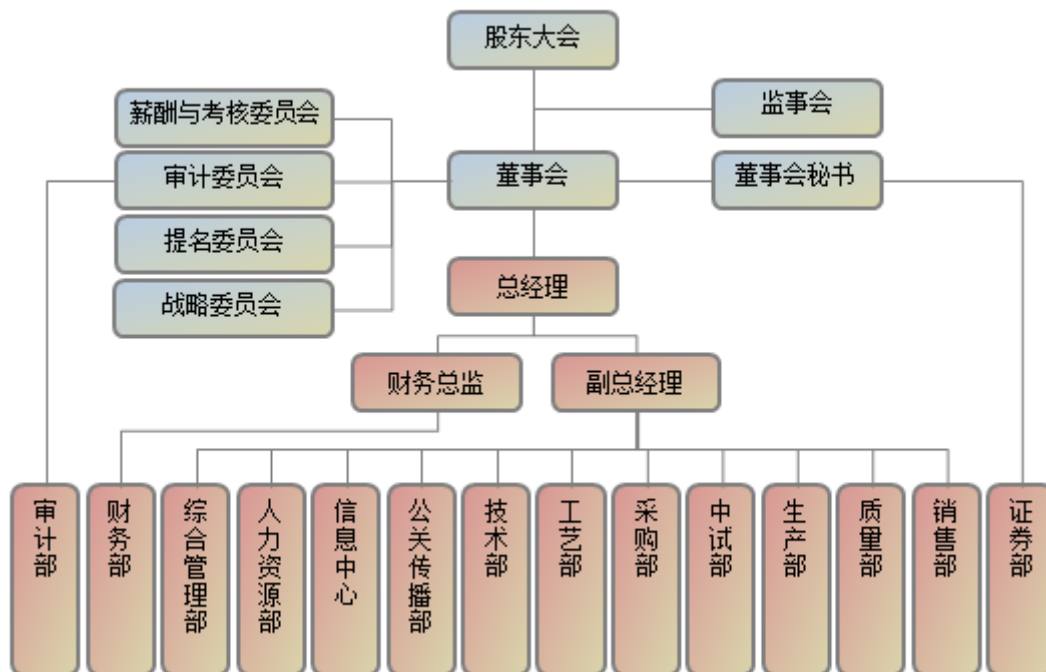 股东大会
监事会
薪酬与考核委员会
审计委员会
董事会
董事会秘书
提名委员会
战略委员会
总经理
财务总监
副总经理
审计部
财务部
综合管理部
人力资源部
信息中心
公关传播部
技术部
工艺部
采购部
中试部
生产部
质量部
销售部
证券部